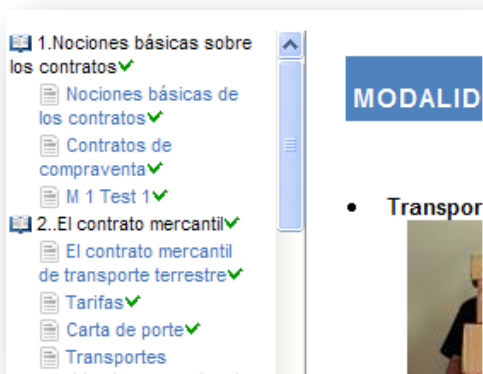 1.Nociones básicas sobre
los contratos
Nociones básicas de
los contratos
Contratos de
compraventa
M 1 Test 1
2..El contrato mercantil
El contrato mercantil
de transporte terrestre
Tarifas
Carta de porte
Transportes
MODALID
• Transpor